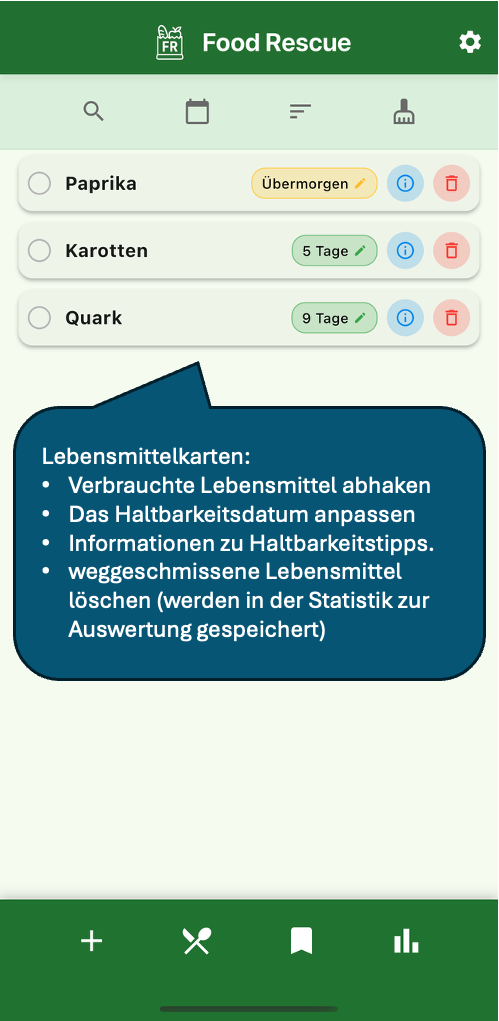 FR
Food Rescue
Paprika
Übermorgen
Karotten
5 Tage
Quark
9 Tage
Lebensmittelkarten:
• Verbrauchte Lebensmittel abhaken
• Das Haltbarkeitsdatum anpassen
• Informationen zu Haltbarkeitstipps.
• weggeschmissene Lebensmittel
löschen (werden in der Statistik zur
Auswertung gespeichert)